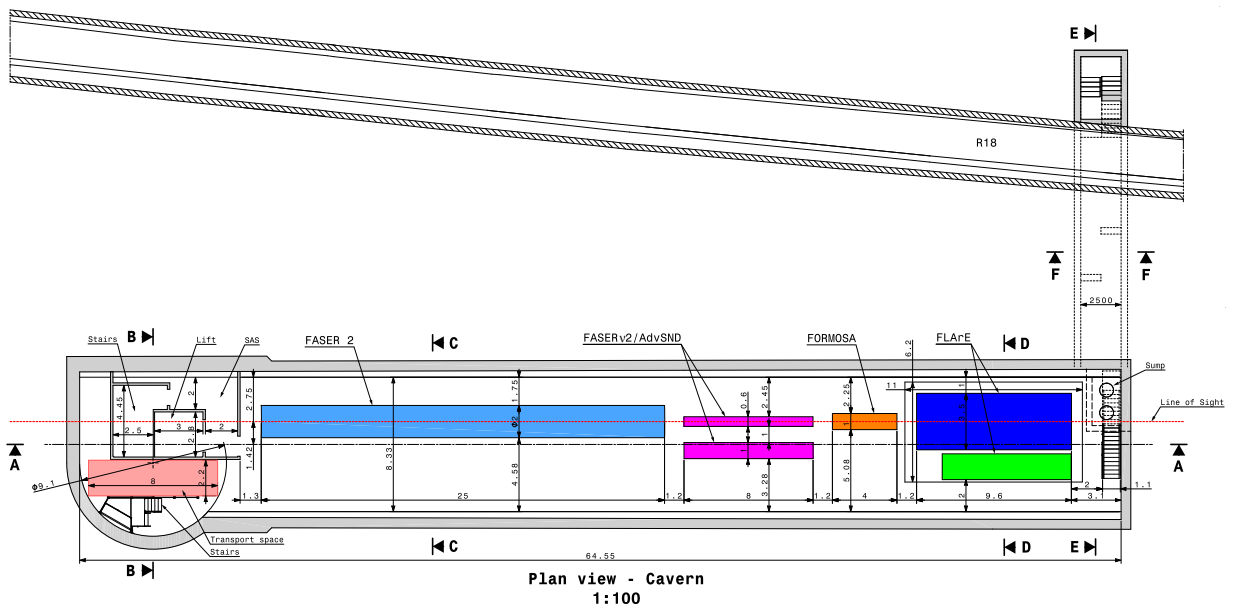 E
R18
F F
2500
B
Stairs
Lift
SAS
FASER 2
C
FASERv2/AdvSND
FORMOSA
FLArE
D
Sump
Line of Sight
6.2
11
1
2.75
1.75
2.45
0.6
2.25
2
4.45
2.5
3
2.8
2
Φ2
1
1
1
A
A
1.42
8.33
4.58
3.28
5.08
2
2.2
8
Φ9.1
1.3
25
1.2
8
1.2
4
1.2
9.6
2
3.1
1.1
Transport space
Stairs
B
C
D
E
64.55
Plan view - Cavern
1:100